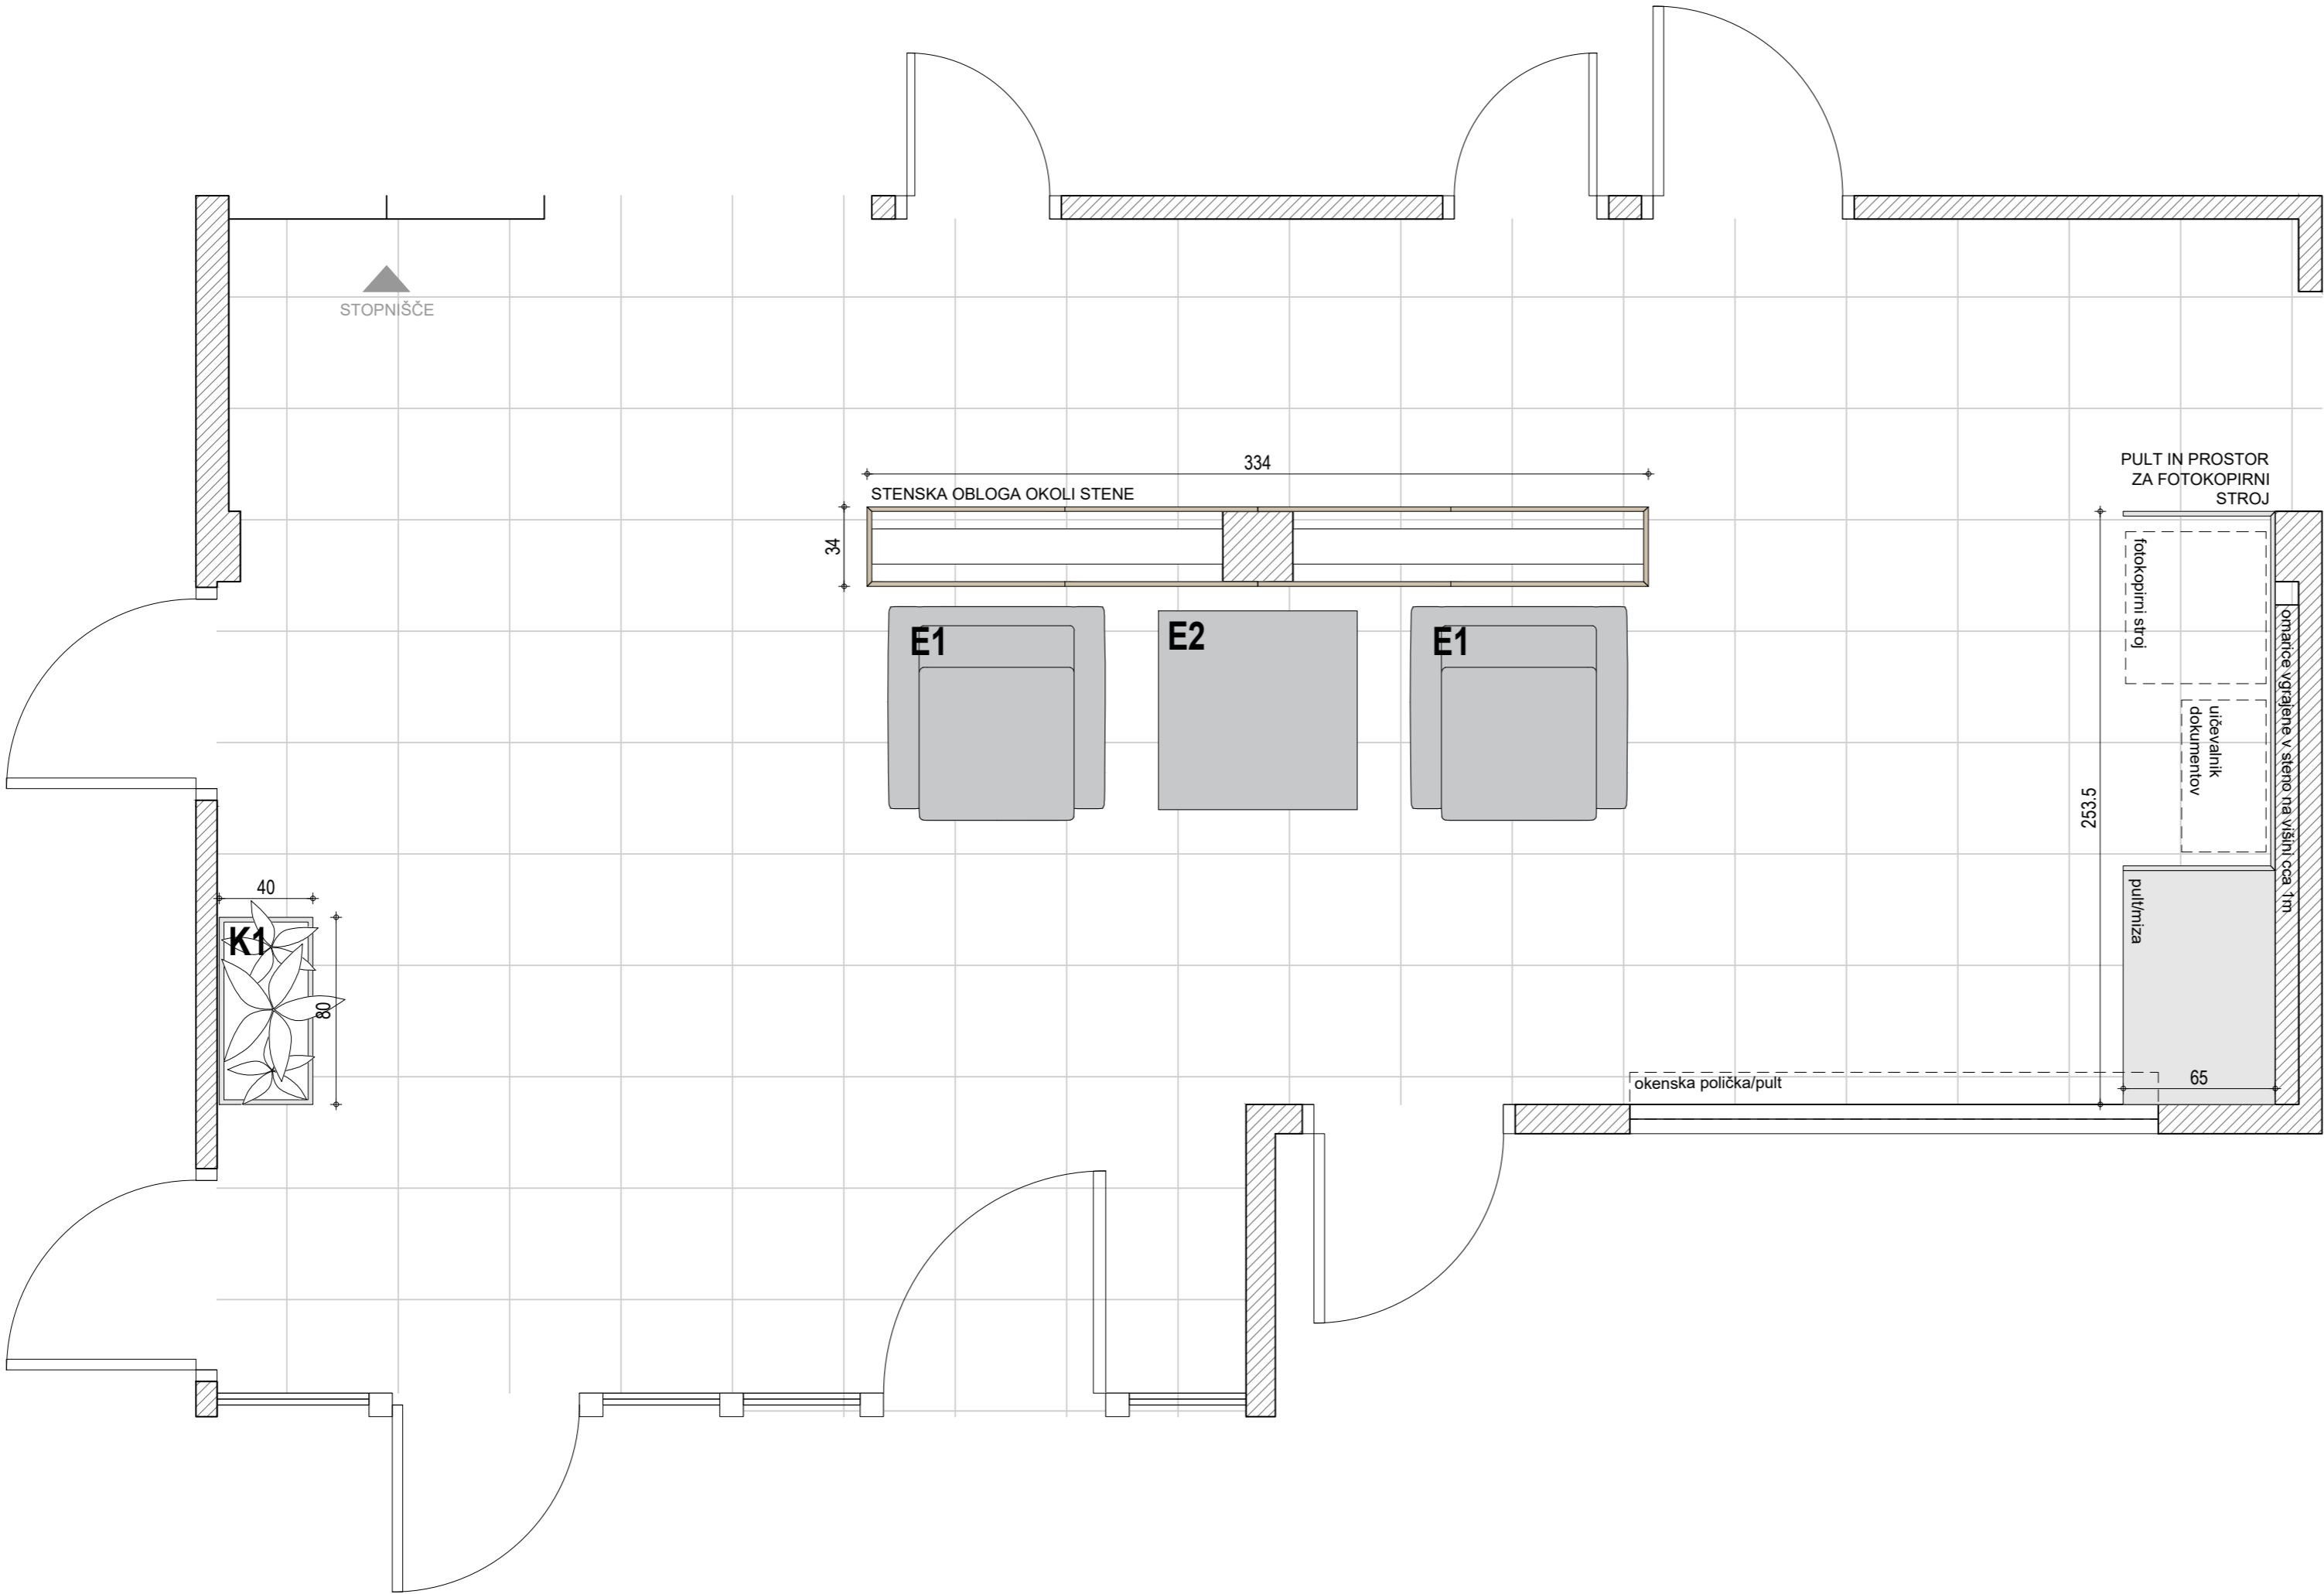 STOPNIŠČE
334
STENSKA OBLOGA OKOLI STENE
34
E1
E2
E1
PULT IN PROSTOR
ZA FOTOKOPIRNI
STROJ
fotokopirni stroj
uičevalnik
dokumentov
omarice vgrajene v steno na višini cca 1m
253.5
pult/miza
65
40
K1
80
okenska polička/pult